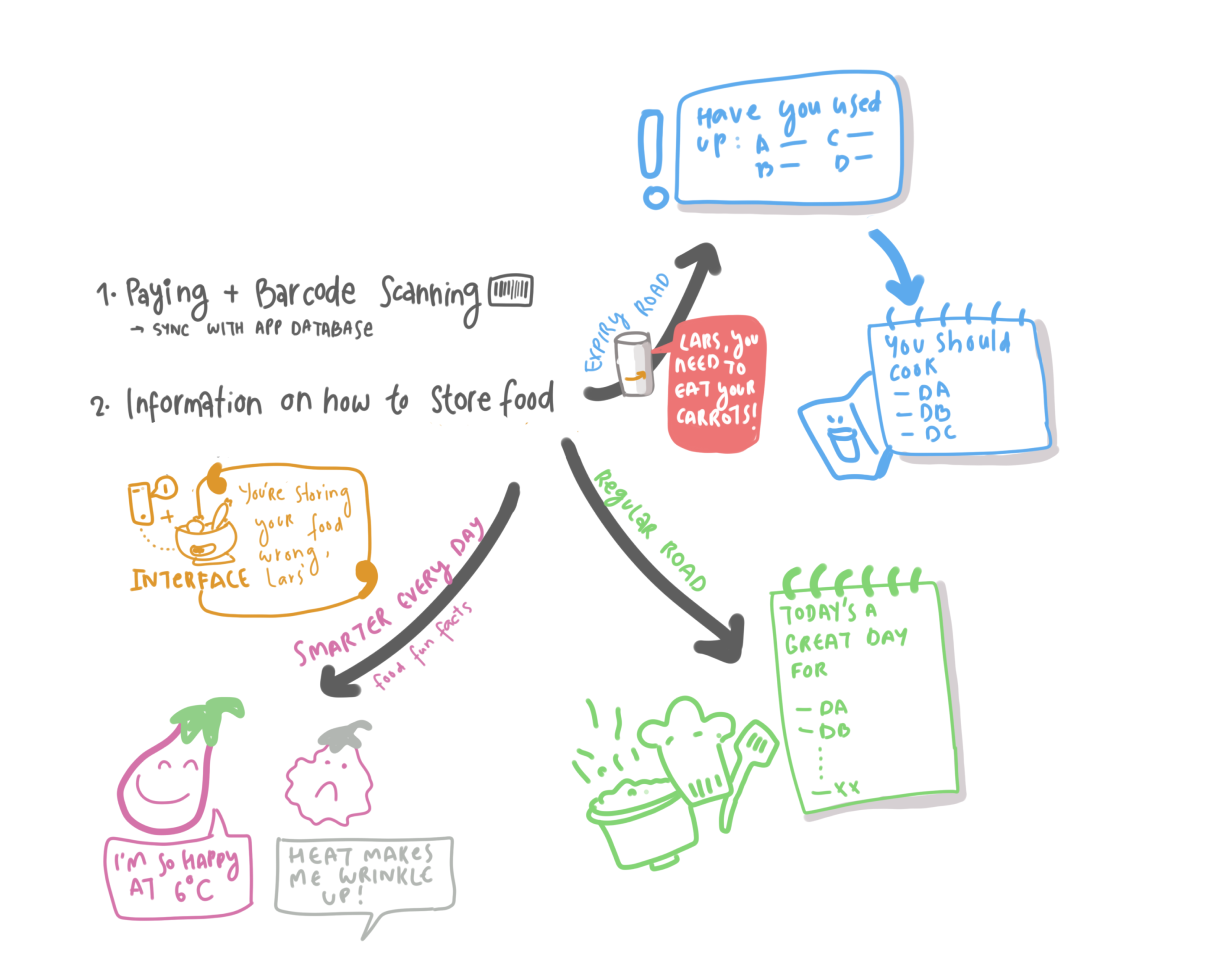 Have you used
up: A — C —
B — D —
1. Paying + Barcode Scanning
→ SYNC WITH APP DATABASE
2. Information on how to store food
EXPIRY ROAD
LARS, you
NEED TO
EAT your
CARROTS!
you should
cook
— DA
— DB
— DC
You're storing
your food
wrong,
Lars
INTERFACE
SMARTER EVERY DAY
food fun facts
Regular ROAD
TODAY'S A
GREAT DAY
FOR
— DA
— DB
— XX
I'M SO HAPPY
AT 6°C
HEAT MAKES
ME WRINKLE
UP!